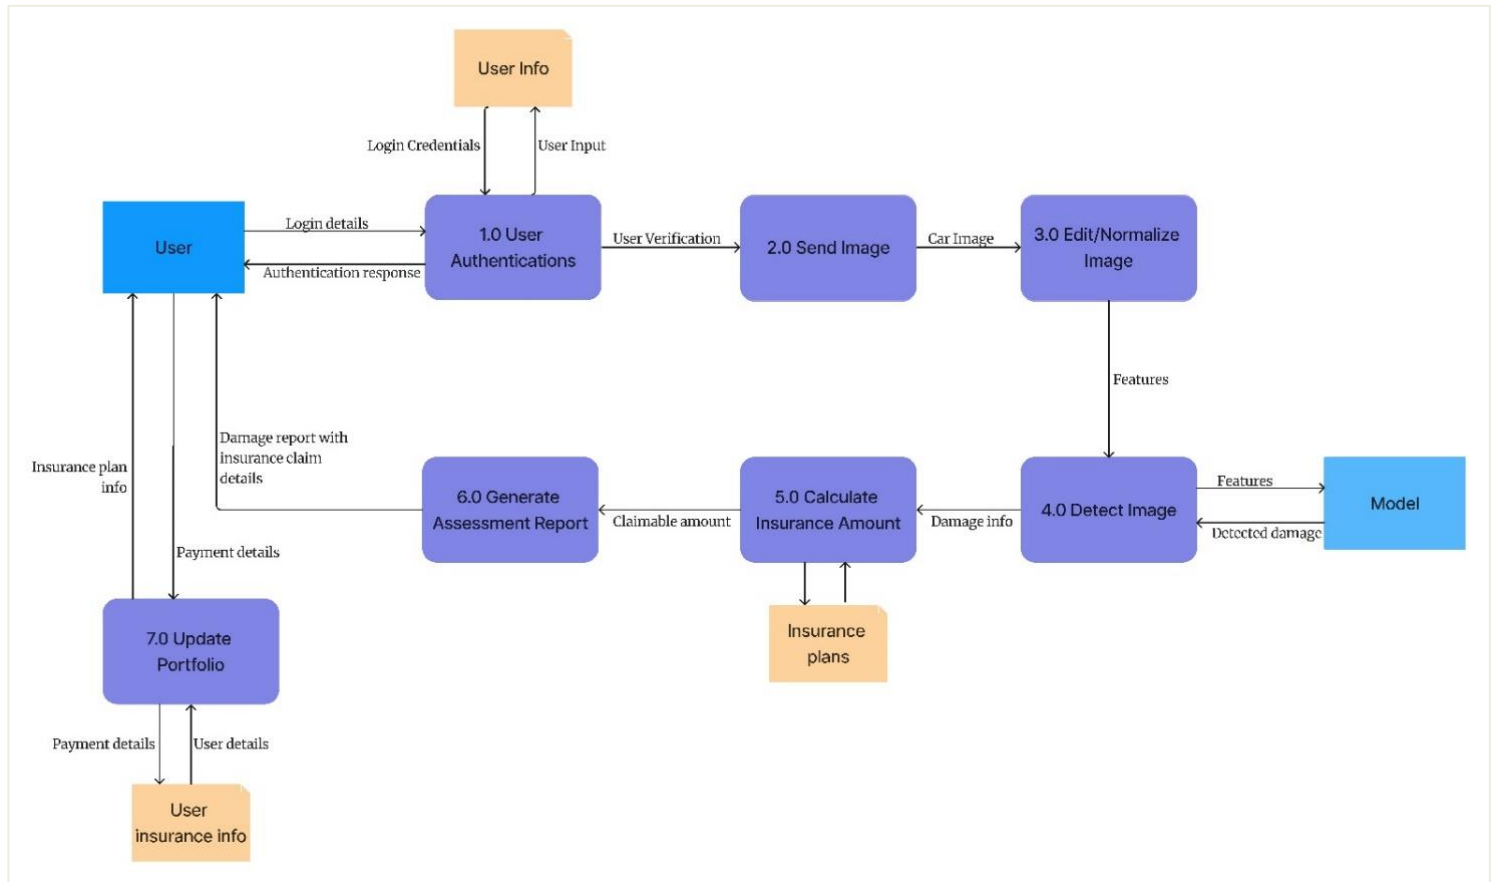 User Info
Login Credentials
User Input
User
Login details
Authentication response
1.0 User
Authentications
User Verification
2.0 Send Image
Car Image
3.0 Edit/Normalize
Image
Features
Insurance plan
info
Damage report with
insurance claim
details
Payment details
6.0 Generate
Assessment Report
Claimable amount
5.0 Calculate
Insurance Amount
Damage info
4.0 Detect Image
Features
Detected damage
Model
Insurance
plans
7.0 Update
Portfolio
Payment details
User details
User
insurance info